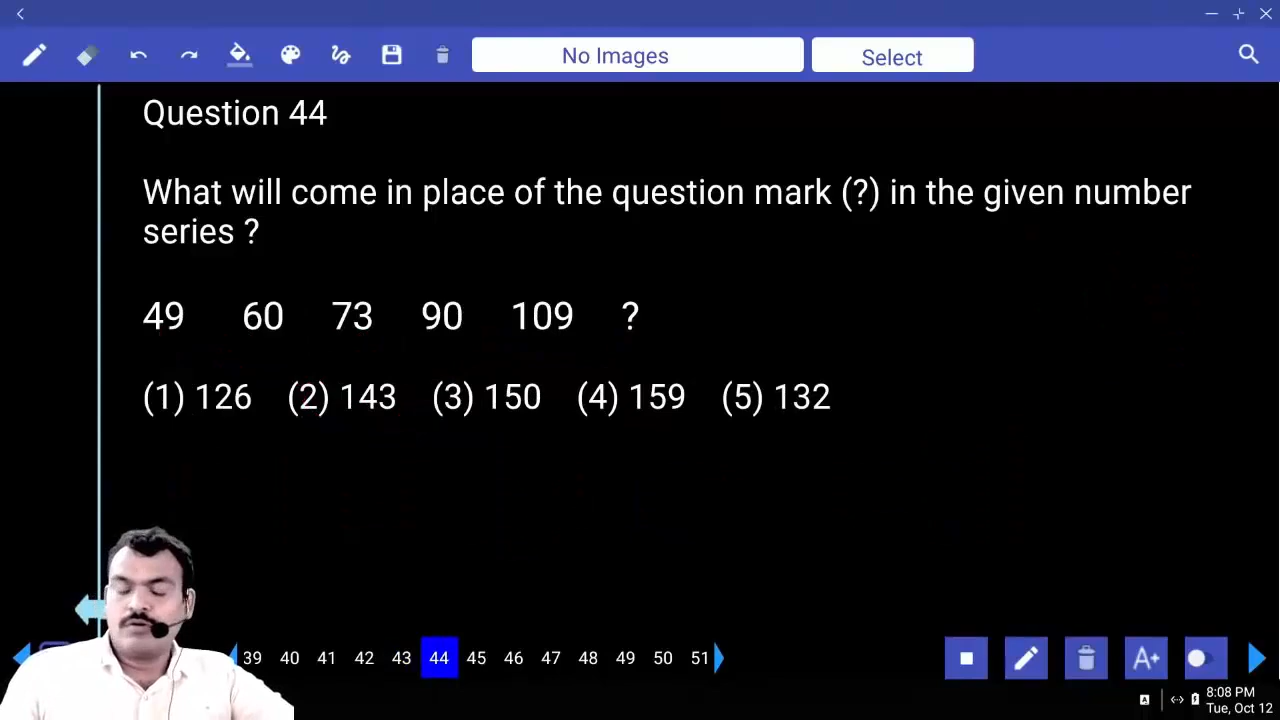 No Images
Select
Question 44
What will come in place of the question mark (?) in the given number
series ?
49 60 73 90 109 ?
(1) 126 (2) 143 (3) 150 (4) 159 (5) 132
39 40 41 42 43 44 45 46 47 48 49 50 51
A+
A
8:08 PM
Tue, Oct 12